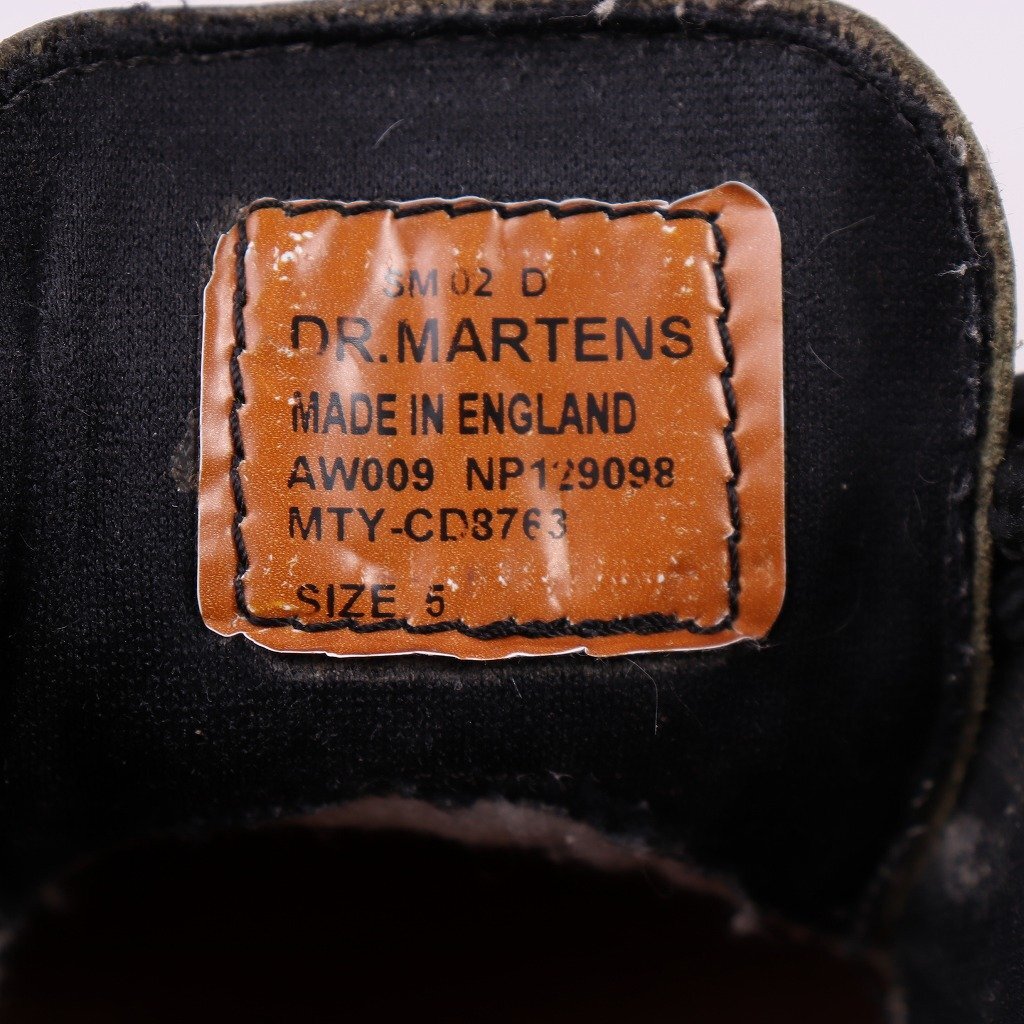 SM 02 D
DR.MARTENS
MADE IN ENGLAND
AW009 NP129098
MTY-CD8763
SIZE 5